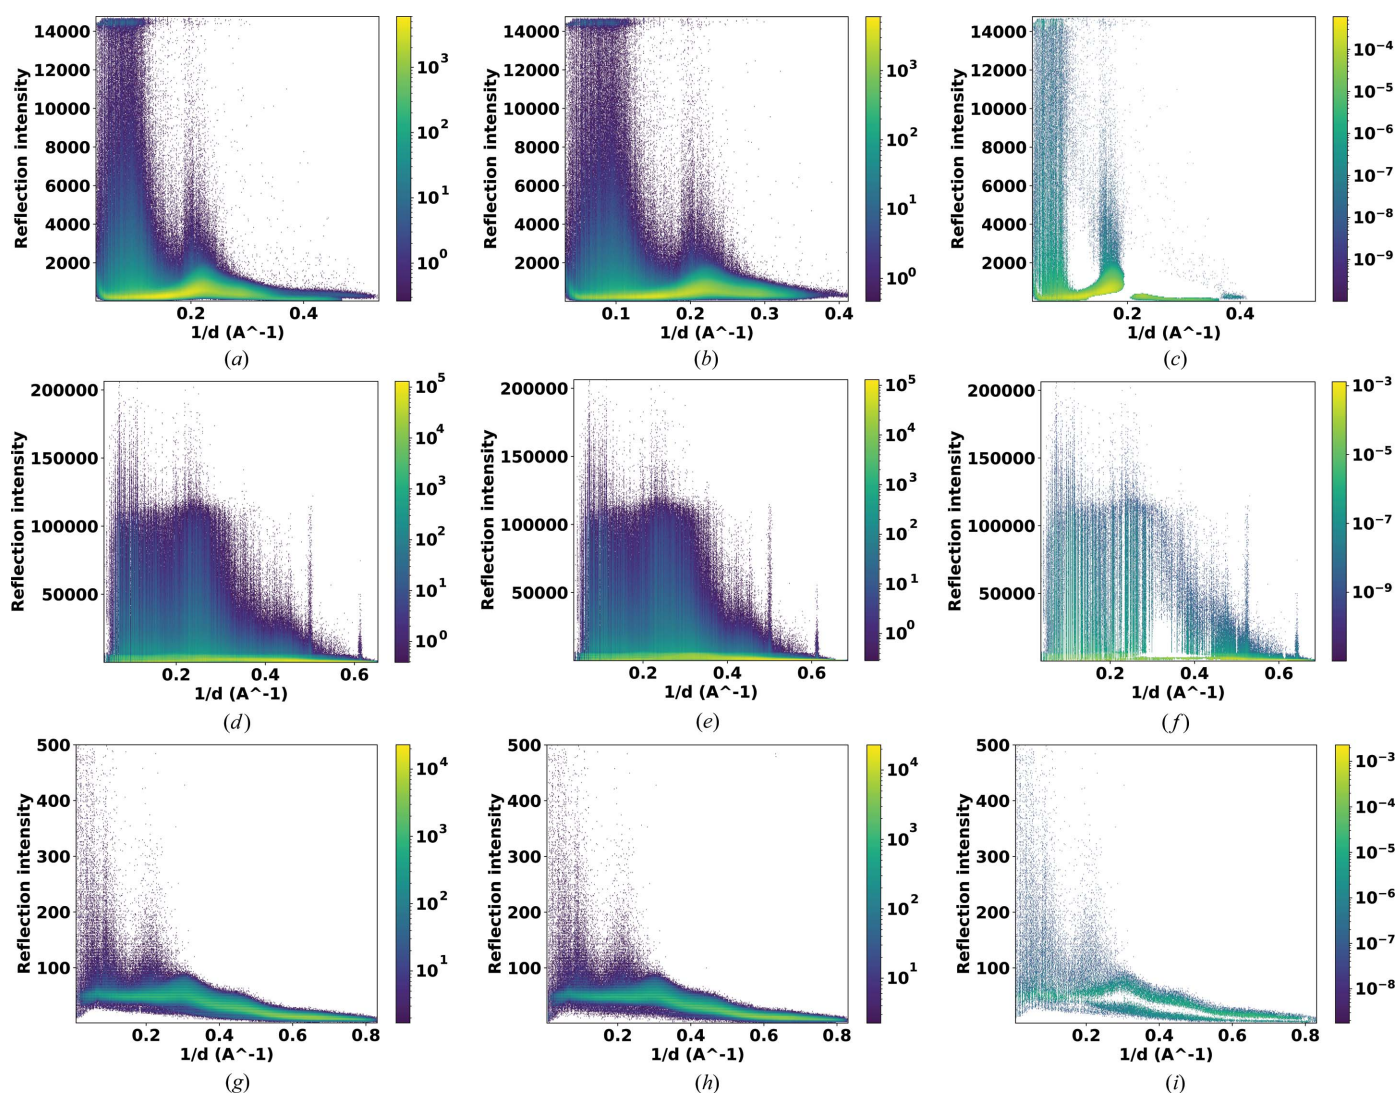 Reflection intensity
14000
12000
10000
8000
6000
4000
2000
0.2 0.4
1/d (A^-1)
10^3
10^2
10^1
10^0
(a)
Reflection intensity
14000
12000
10000
8000
6000
4000
2000
0.1 0.2 0.3 0.4
1/d (A^-1)
10^3
10^2
10^1
10^0
(b)
Reflection intensity
14000
12000
10000
8000
6000
4000
2000
0.2 0.4
1/d (A^-1)
10^−4
10^−5
10^−6
10^−7
10^−8
10^−9
(c)
Reflection intensity
200000
150000
100000
50000
0.2 0.4 0.6
1/d (A^-1)
10^5
10^4
10^3
10^2
10^1
10^0
(d)
Reflection intensity
200000
150000
100000
50000
0.2 0.4 0.6
1/d (A^-1)
10^5
10^4
10^3
10^2
10^1
10^0
(e)
Reflection intensity
200000
150000
100000
50000
0.2 0.4 0.6
1/d (A^-1)
10^−3
10^−5
10^−7
10^−9
(f)
Reflection intensity
500
400
300
200
100
0.2 0.4 0.6 0.8
1/d (A^-1)
10^4
10^3
10^2
10^1
(g)
Reflection intensity
500
400
300
200
100
0.2 0.4 0.6 0.8
1/d (A^-1)
10^4
10^3
10^2
10^1
(h)
Reflection intensity
500
400
300
200
100
0.2 0.4 0.6 0.8
1/d (A^-1)
10^−3
10^−4
10^−5
10^−6
10^−7
10^−8
(i)